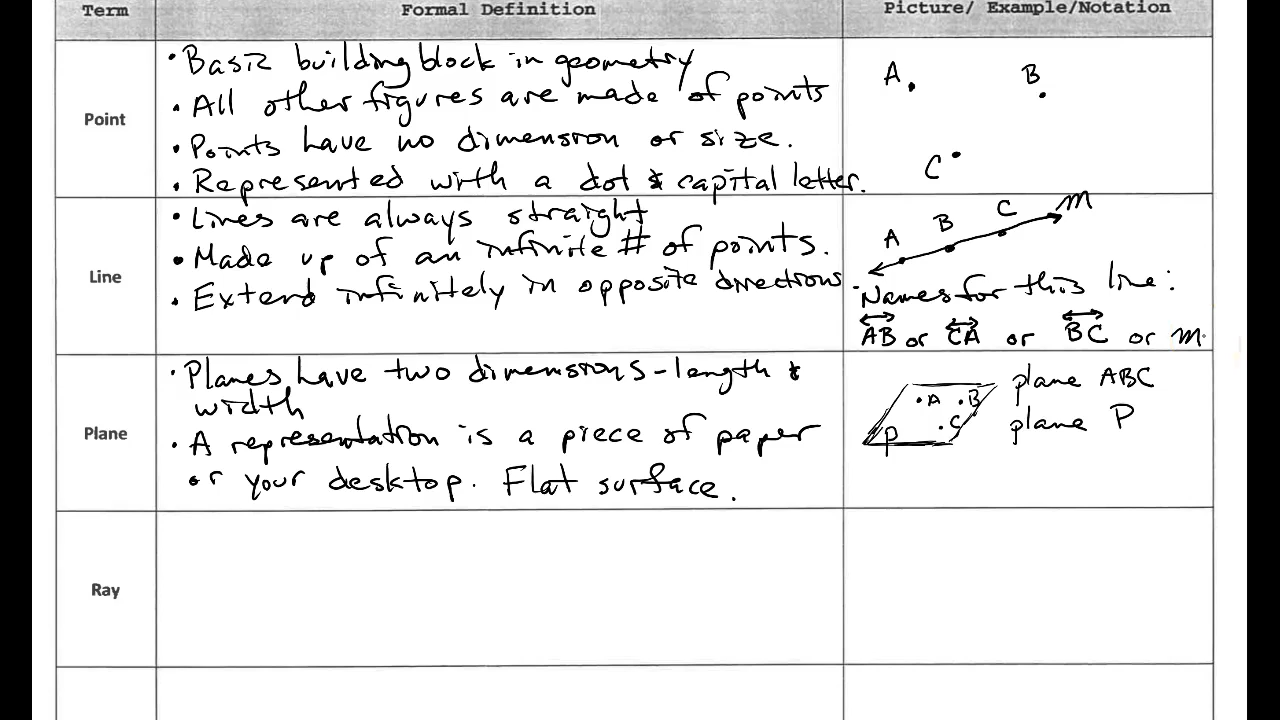 Term Formal Definition Picture/ Example/Notation
Point
• Basic building block in geometry
• All other figures are made of points
• Points have no dimension or size.
• Represented with a dot & capital letter.
A B
C
Line
• Lines are always straight
• Made up of an infinite # of points.
• Extend infinitely in opposite directions
A B C m
• Names for this line:
AB or CA or BC or m.
Plane
• Planes have two dimensions - length &
width
• A representation is a piece of paper
or your desktop. Flat surface.
A B
C
P
plane ABC
plane P
Ray